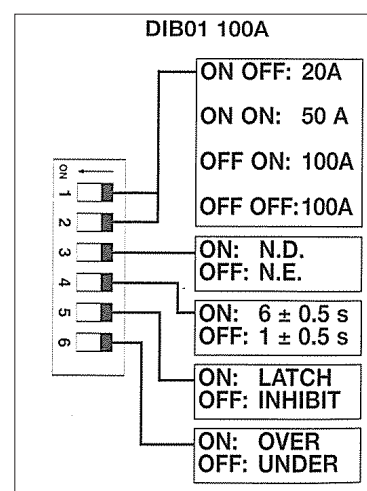 DIB01 100A
ON OFF: 20A
ON ON: 50 A
OFF ON: 100A
OFF OFF:100A
ON
1
2
3
4
5
6
ON: N.D.
OFF: N.E.
ON: 6 ± 0.5 s
OFF: 1 ± 0.5 s
ON: LATCH
OFF: INHIBIT
ON: OVER
OFF: UNDER